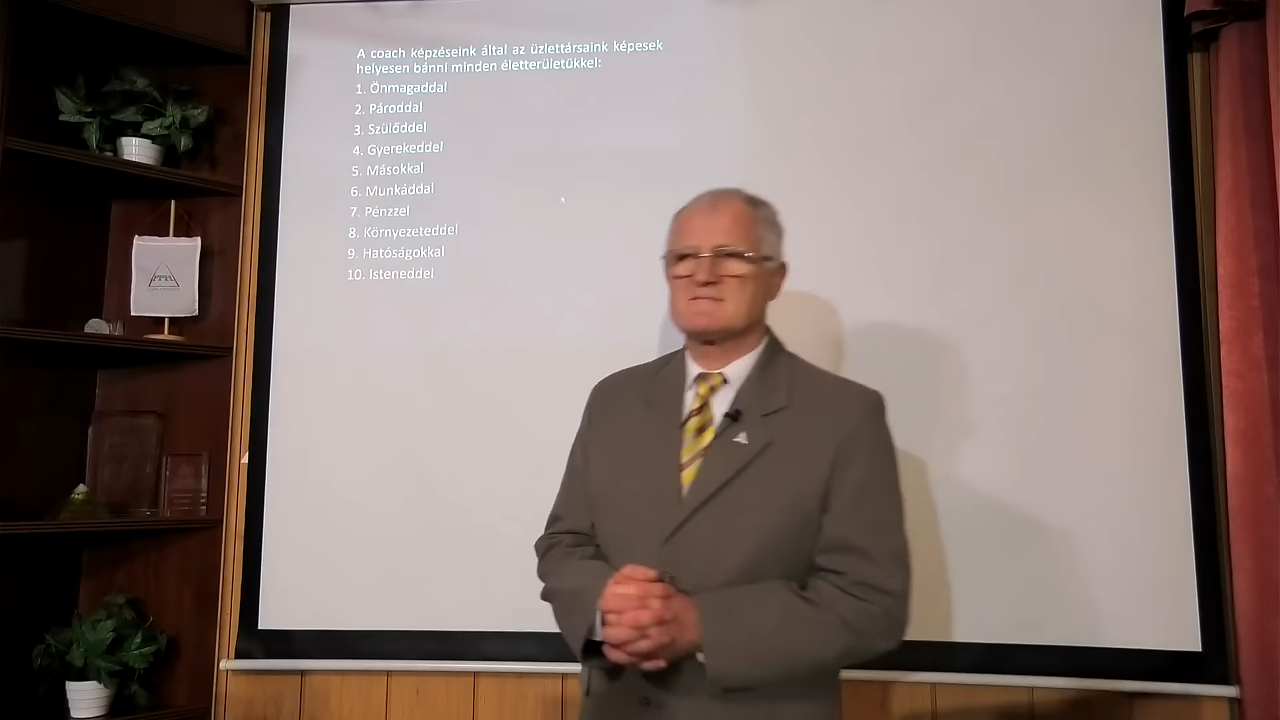 A coach képzéseink által az üzlettársaink képesek
helyesen bánni minden életterületükkel:
1. Önmagaddal
2. Pároddal
3. Szülőddel
4. Gyerekeddel
5. Másokkal
6. Munkáddal
7. Pénzzel
8. Környezeteddel
9. Hatóságokkal
10. Isteneddel